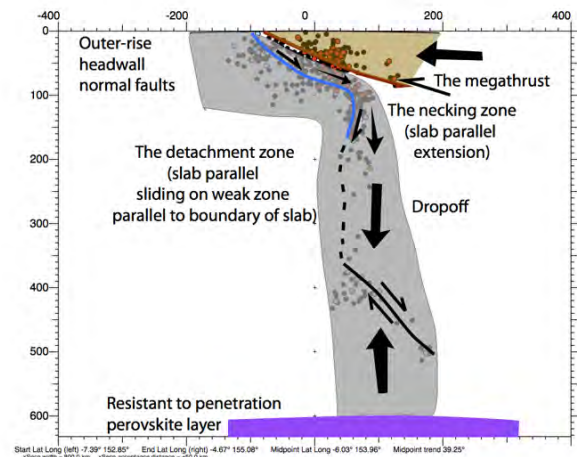 -400
-200
0
200
400
0
100
200
300
400
500
600
Outer-rise
headwall
normal faults
The megathrust
The necking zone
(slab parallel
extension)
The detachment zone
(slab parallel
sliding on weak zone
parallel to boundary of slab)
Dropoff
Resistant to penetration
perovskite layer
Start Lat Long (left) -7.39° 152.85° End Lat Long (right) -4.67° 155.08° Midpoint Lat Long -6.03° 153.96° Midpoint trend 39.25°